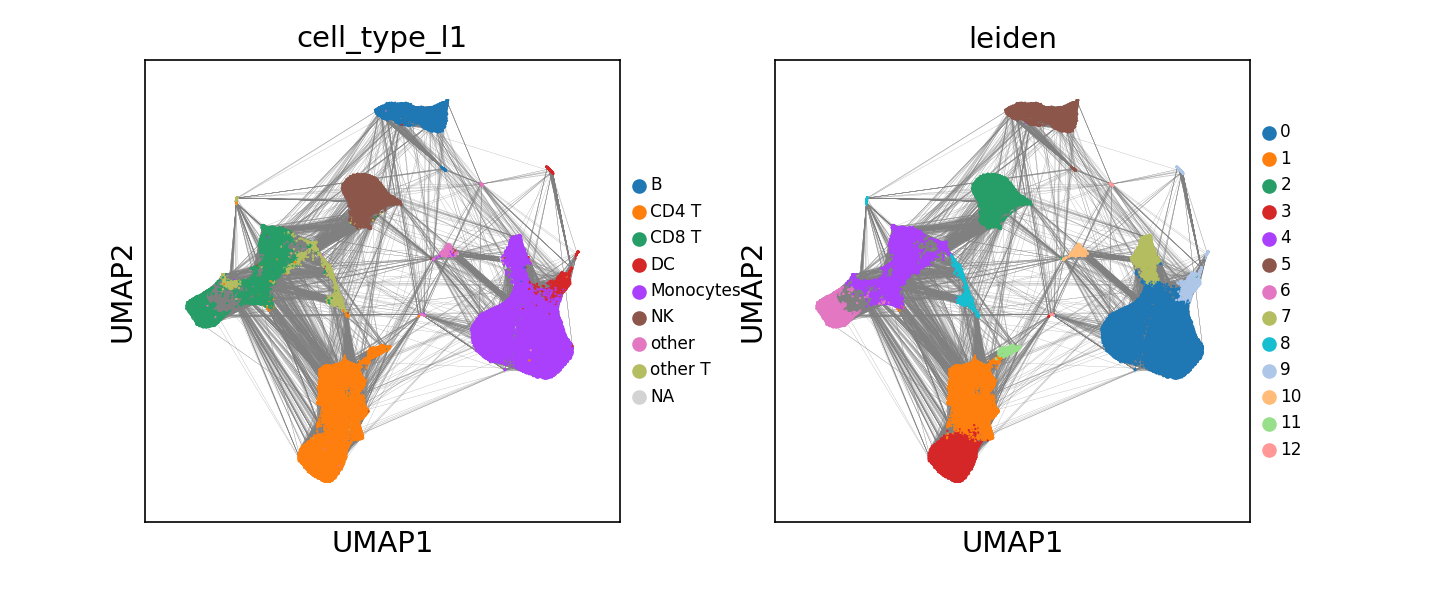 cell_type_l1
UMAP2
UMAP1
B
CD4 T
CD8 T
DC
Monocytes
NK
other
other T
NA
leiden
UMAP2
UMAP1
0
1
2
3
4
5
6
7
8
9
10
11
12